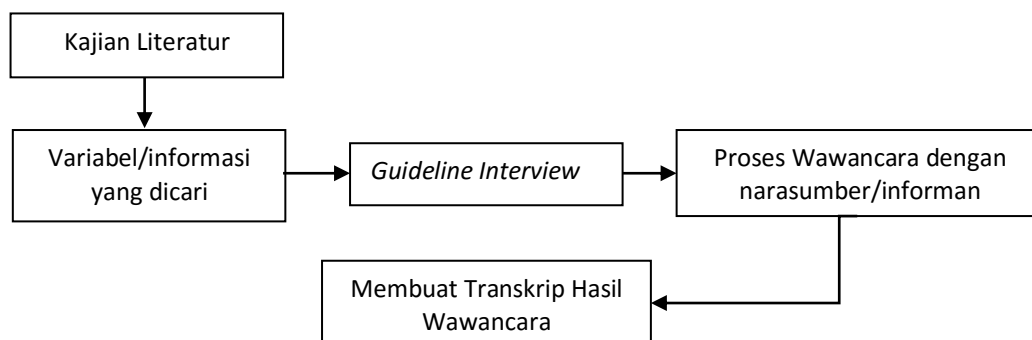 Kajian Literatur
Variabel/informasi
yang dicari
Guideline Interview
Proses Wawancara dengan
narasumber/informan
Membuat Transkrip Hasil
Wawancara